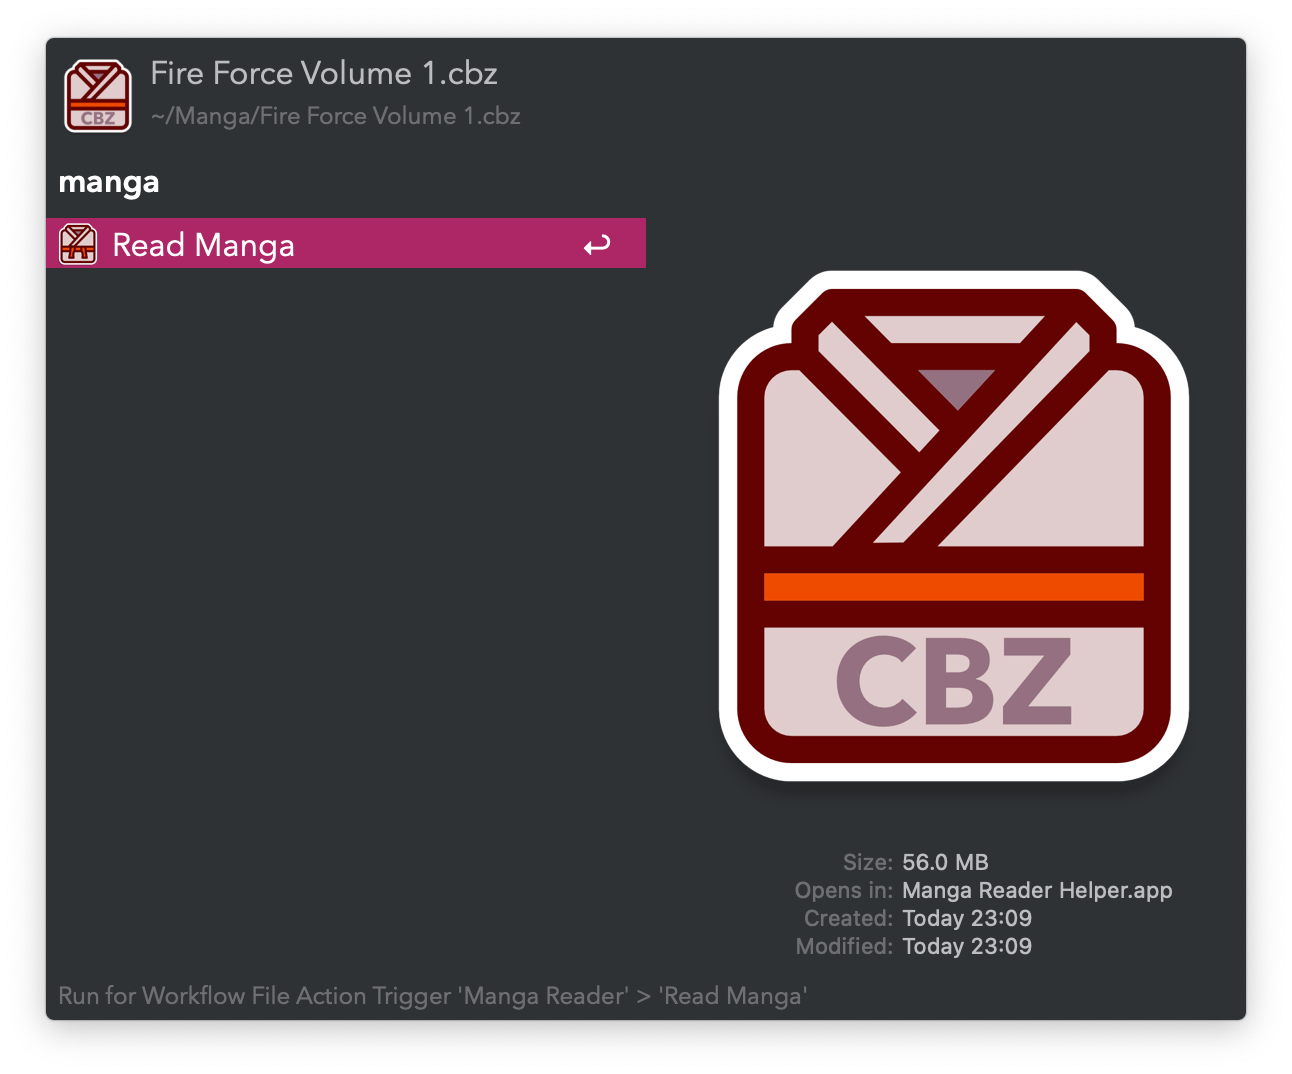 Fire Force Volume 1.cbz
~/Manga/Fire Force Volume 1.cbz
CBZ
manga
Read Manga
CBZ
Size: 56.0 MB
Opens in: Manga Reader Helper.app
Created: Today 23:09
Modified: Today 23:09
Run for Workflow File Action Trigger 'Manga Reader' > 'Read Manga'